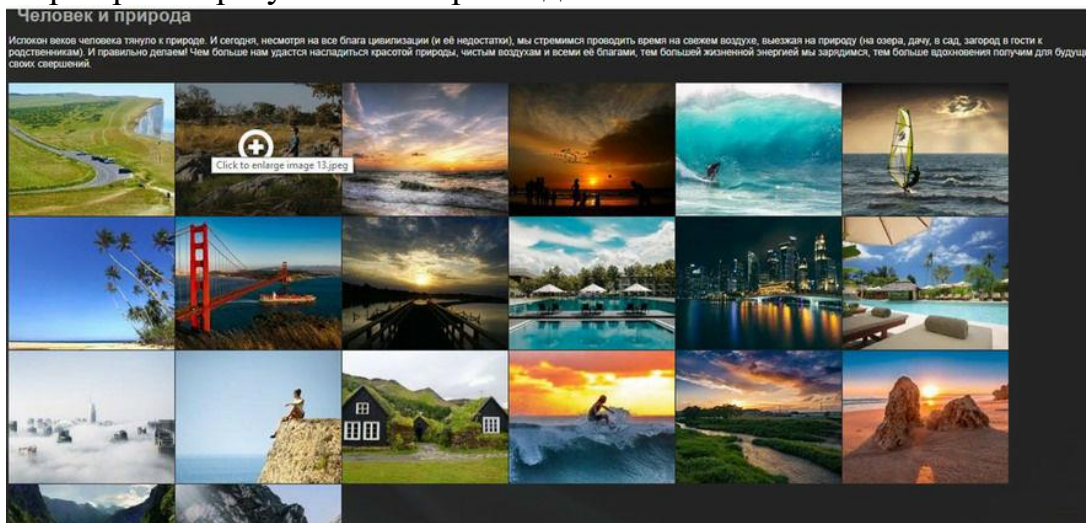 Человек и природа
Испокон веков человека тянуло к природе. И сегодня, несмотря на все блага цивилизации (и её недостатки), мы стремимся проводить время на свежем воздухе, выезжая на природу (на озера, дачу, в сад, загород в гости к
родственникам). И правильно делаем! Чем больше нам удастся насладиться красотой природы, чистым воздухам и всеми её благами, тем большей жизненной энергией мы зарядимся, тем больше вдохновения получим для
своих свершений.
Click to enlarge image 13.jpeg